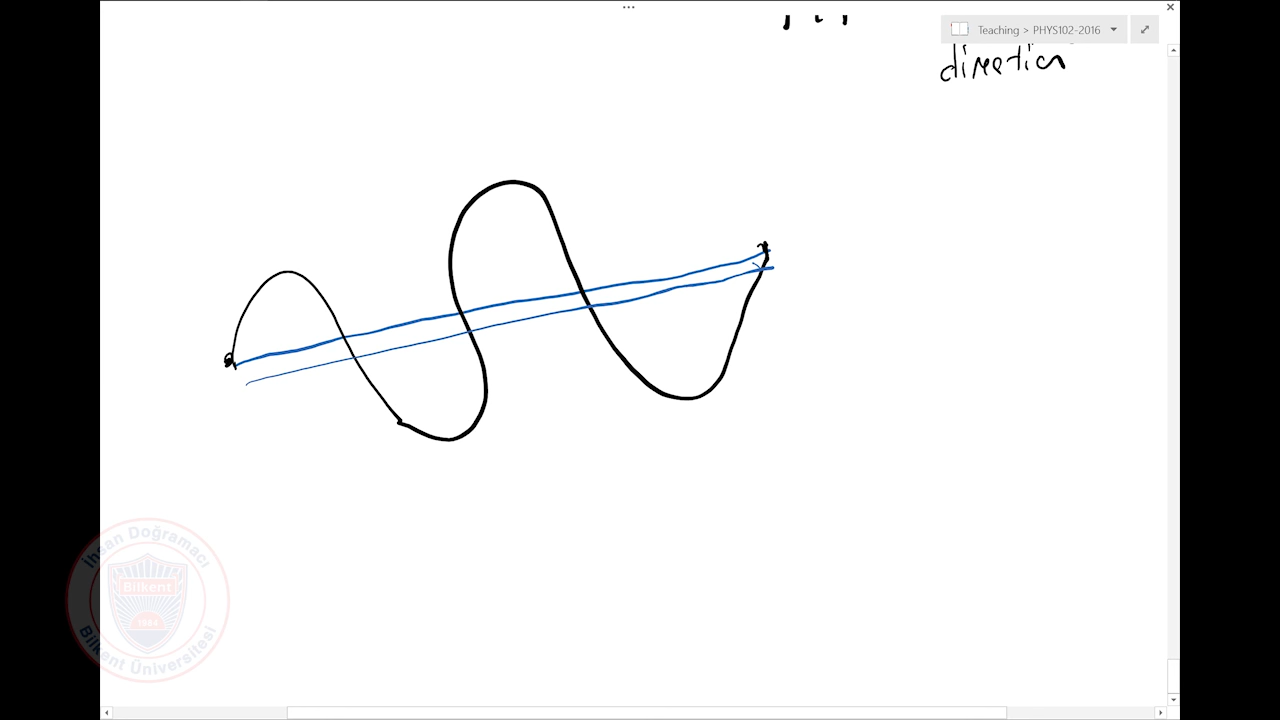 Teaching > PHYS102-2016
direction
İhsan Doğramacı
Bilkent
1984
Bilkent Üniversitesi